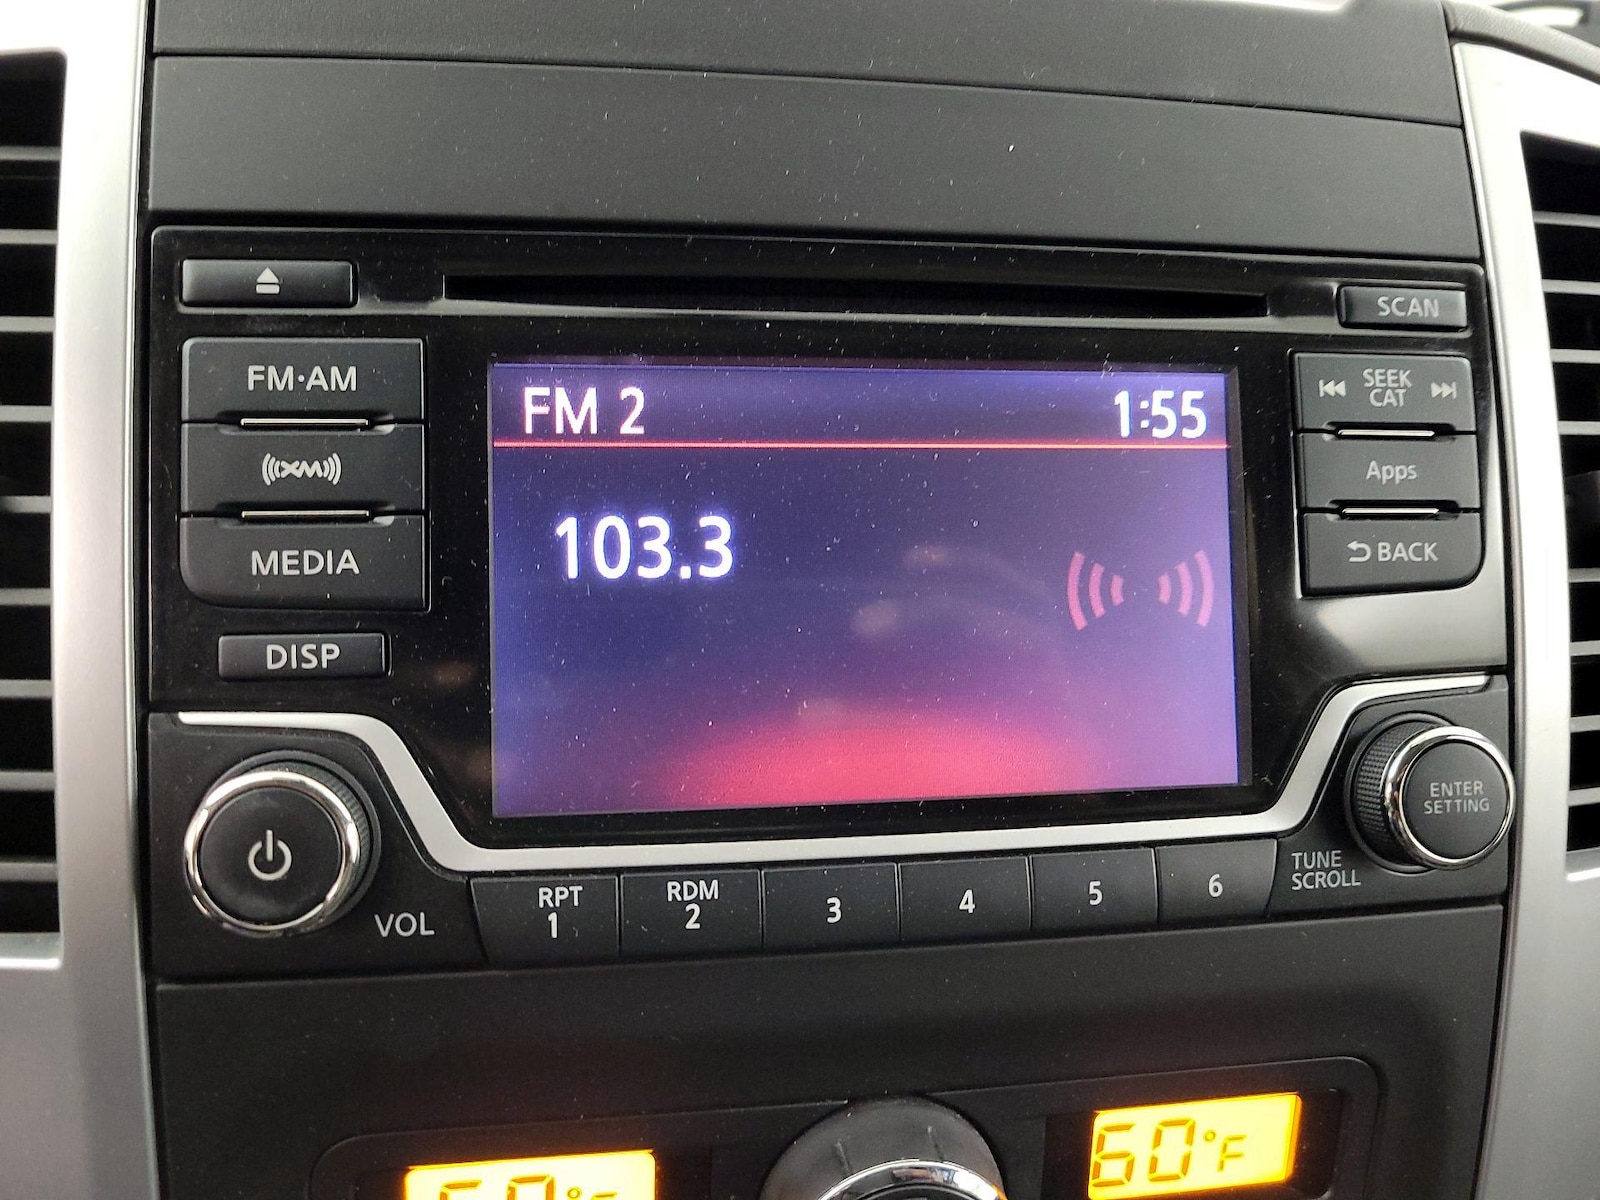 SCAN
FM·AM
XM
MEDIA
DISP
FM 2 1:55
103.3
SEEK
CAT
Apps
BACK
VOL
RPT
1
RDM
2
3
4
5
6
TUNE
SCROLL
ENTER
SETTING
60°F
60°F